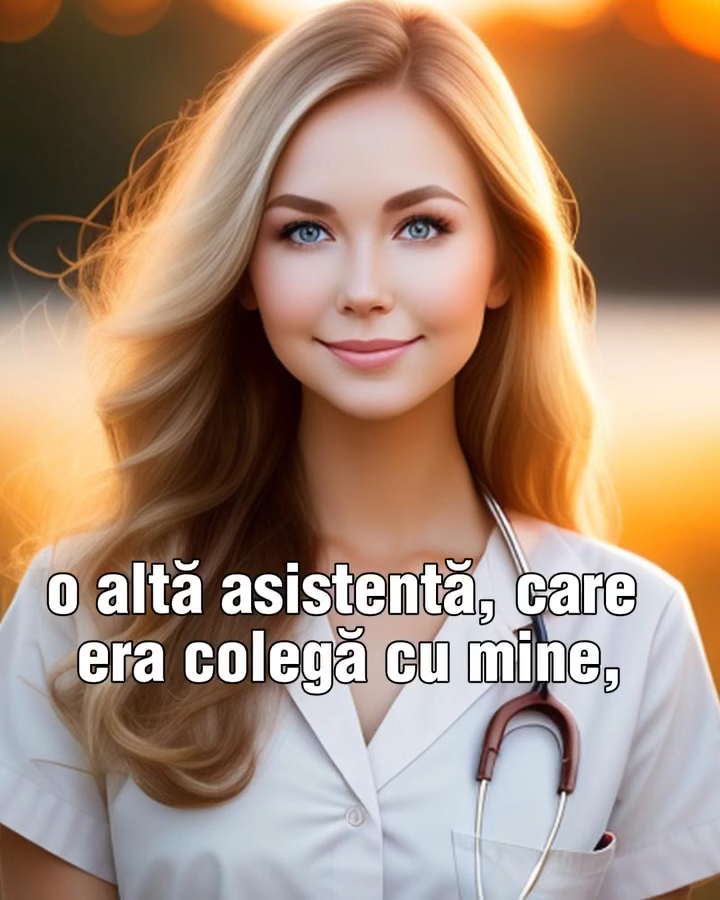 o altă asistentă, care
era colegă cu mine,